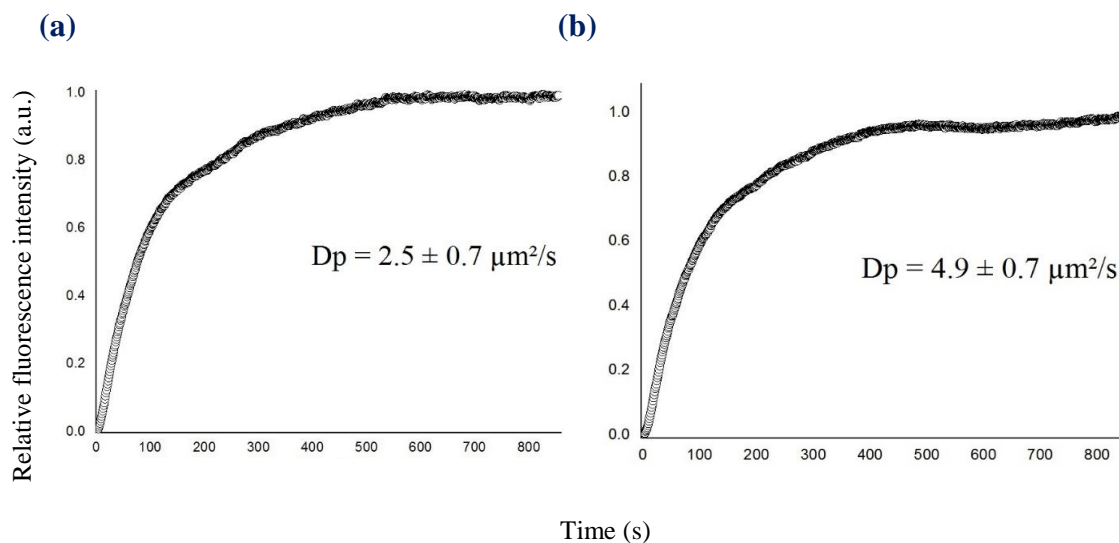 (a)
(b)
Relative fluorescence intensity (a.u.)
1.0
0.8
0.6
0.4
0.2
0.0
0 100 200 300 400 500 600 700 800
Dp = 2.5 ± 0.7 µm²/s
1.0
0.8
0.6
0.4
0.2
0.0
0 100 200 300 400 500 600 700 800
Dp = 4.9 ± 0.7 µm²/s
Time (s)